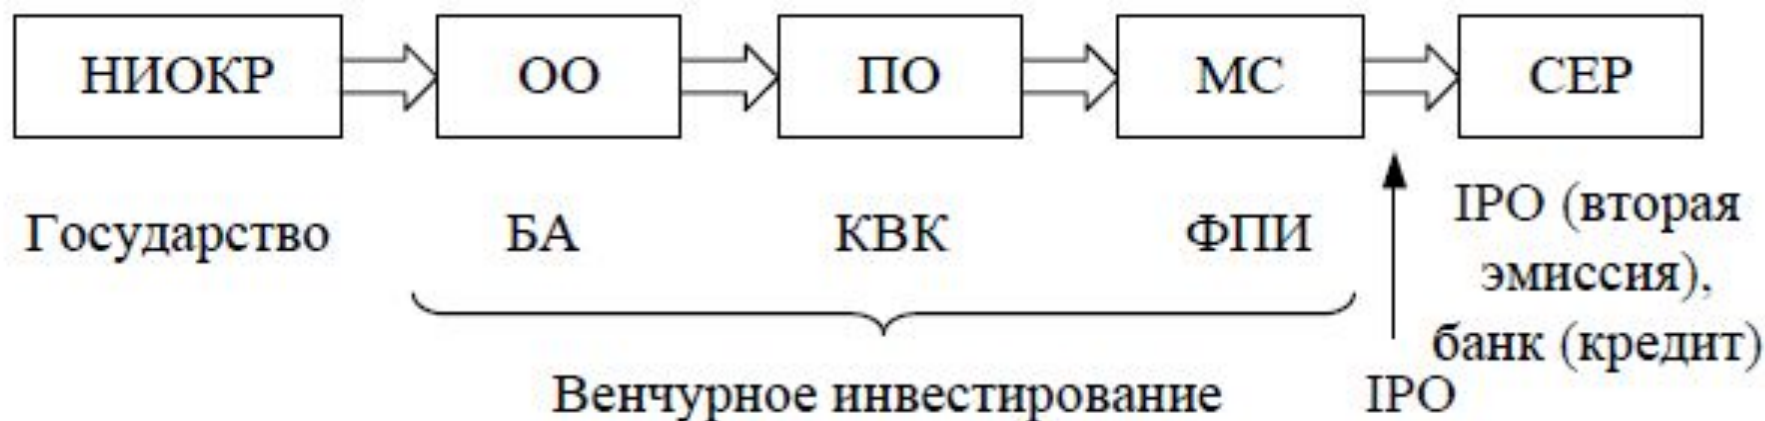 НИОКР
ОО
ПО
МС
СЕР
Государство
БА
КВК
ФПИ
IPO (вторая
эмиссия),
банк (кредит)
Венчурное инвестирование
IPO